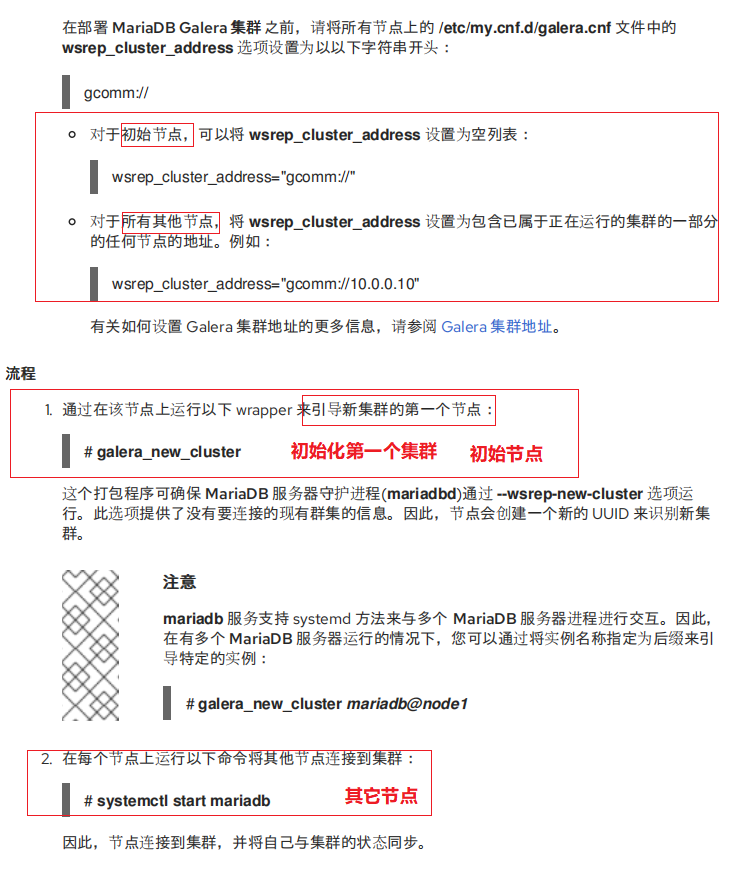 在部署 MariaDB Galera 集群 之前，请将所有节点上的 /etc/my.cnf.d/galera.cnf 文件中的
wsrep_cluster_address 选项设置为以以下字符串开头：
gcomm://
对于初始节点，可以将 wsrep_cluster_address 设置为空列表：
wsrep_cluster_address="gcomm://"
对于所有其他节点，将 wsrep_cluster_address 设置为包含已属于正在运行的集群的一部分
的任何节点的地址。例如：
wsrep_cluster_address="gcomm://10.0.0.10"
有关如何设置 Galera 集群地址的更多信息，请参阅 Galera 集群地址。
流程
1. 通过在该节点上运行以下 wrapper 来引导新集群的第一个节点：
# galera_new_cluster 初始化第一个集群 初始节点
这个打包程序可确保 MariaDB 服务器守护进程(mariadbd)通过 --wsrep-new-cluster 选项运
行。此选项提供了没有要连接的现有群集的信息。因此，节点会创建一个新的 UUID 来识别新集
群。
注意
mariadb 服务支持 systemd 方法来与多个 MariaDB 服务器进程进行交互。因此，
在有多个 MariaDB 服务器运行的情况下，您可以通过将实例名称指定为后缀来引
导特定的实例：
# galera_new_cluster mariadb@node1
2. 在每个节点上运行以下命令将其他节点连接到集群：
# systemctl start mariadb 其它节点
因此，节点连接到集群，并将自己与集群的状态同步。